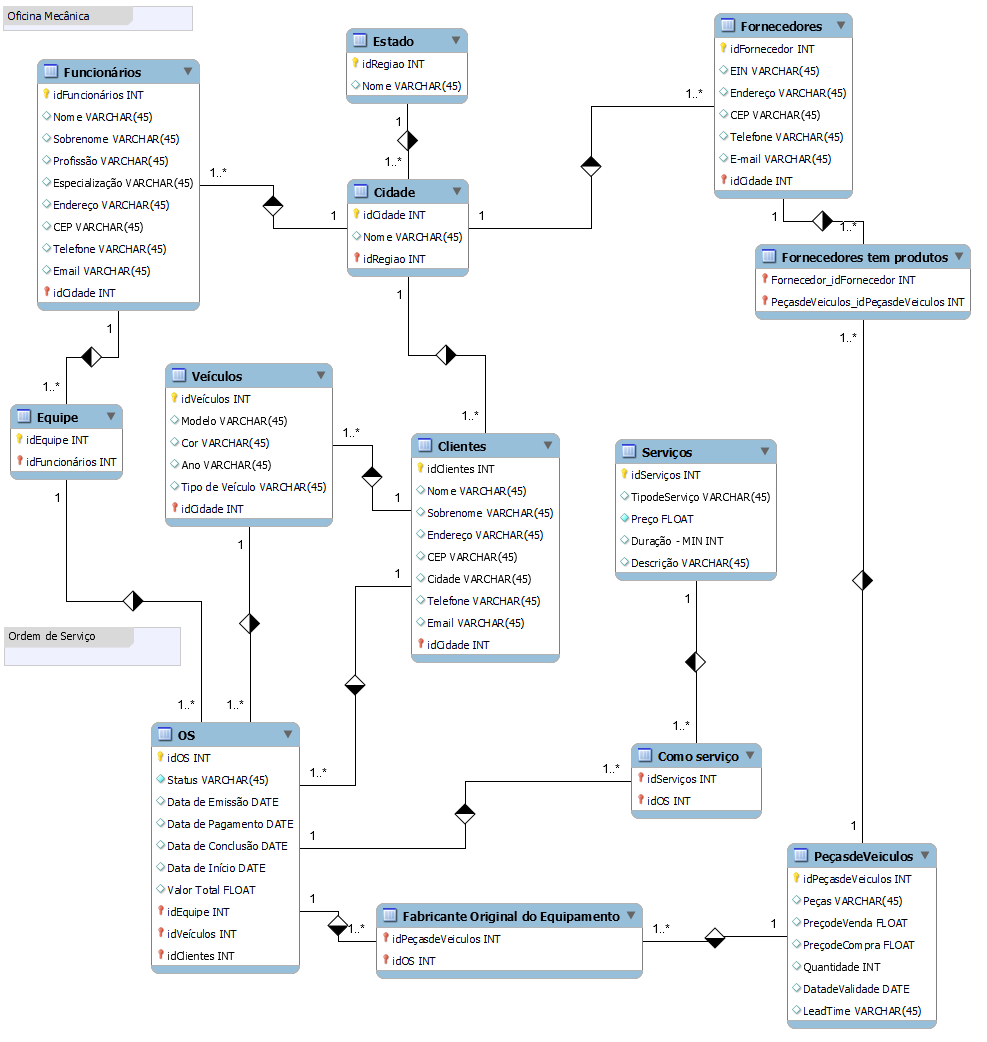 Oficina Mecânica
Estado
idRegiao INT
Nome VARCHAR(45)
Fornecedores
idFornecedor INT
EIN VARCHAR(45)
Endereço VARCHAR(45)
CEP VARCHAR(45)
Telefone VARCHAR(45)
E-mail VARCHAR(45)
idCidade INT
Funcionários
idFuncionários INT
Nome VARCHAR(45)
Sobrenome VARCHAR(45)
Profissão VARCHAR(45)
Especialização VARCHAR(45)
Endereço VARCHAR(45)
CEP VARCHAR(45)
Telefone VARCHAR(45)
Email VARCHAR(45)
idCidade INT
1
1..*
1..*
1..*
1
1
Cidade
idCidade INT
Nome VARCHAR(45)
idRegiao INT
1
1..*
Fornecedores tem produtos
Fornecedor_idFornecedor INT
PeçasdeVeiculos_idPeçasdeVeiculos INT
1
1
1..*
1..*
1..*
Equipe
idEquipe INT
idFuncionários INT
1
Veículos
idVeículos INT
Modelo VARCHAR(45)
Cor VARCHAR(45)
Ano VARCHAR(45)
Tipo de Veículo VARCHAR(45)
idCidade INT
1..*
1
1
Clientes
idClientes INT
Nome VARCHAR(45)
Sobrenome VARCHAR(45)
Endereço VARCHAR(45)
CEP VARCHAR(45)
Cidade VARCHAR(45)
Telefone VARCHAR(45)
Email VARCHAR(45)
idCidade INT
1
Serviços
idServiços INT
TipodeServiço VARCHAR(45)
Preço FLOAT
Duração - MIN INT
Descrição VARCHAR(45)
1
1..*
Ordem de Serviço
1..*
1..*
OS
idOS INT
Status VARCHAR(45)
Data de Emissão DATE
Data de Pagamento DATE
Data de Conclusão DATE
Data de Início DATE
Valor Total FLOAT
idEquipe INT
idVeículos INT
idClientes INT
1..*
1
1..*
Como serviço
idServiços INT
idOS INT
1
1..*
Fabricante Original do Equipamento
idPeçasdeVeiculos INT
idOS INT
1..*
1
1
PeçasdeVeiculos
idPeçasdeVeiculos INT
Peças VARCHAR(45)
PreçodeVenda FLOAT
PreçodeCompra FLOAT
Quantidade INT
DatadeValidade DATE
LeadTime VARCHAR(45)